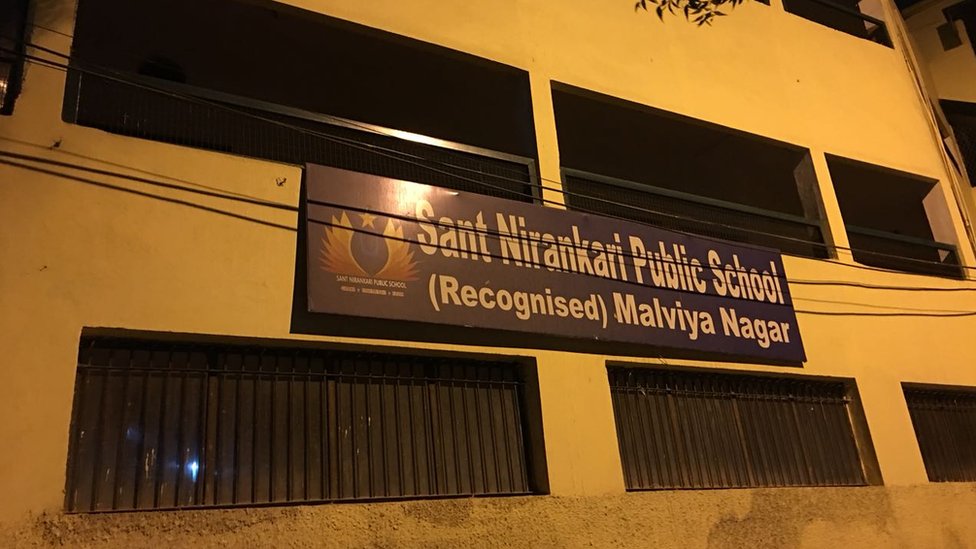 Sant Nirankari Public School
(Recognised) Malviya Nagar
SANT NIRANKARI PUBLIC SCHOOL